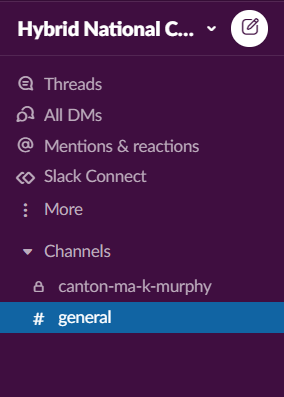 Hybrid National C...
Threads
All DMs
@ Mentions & reactions
Slack Connect
More
Channels
canton-ma-k-murphy
# general